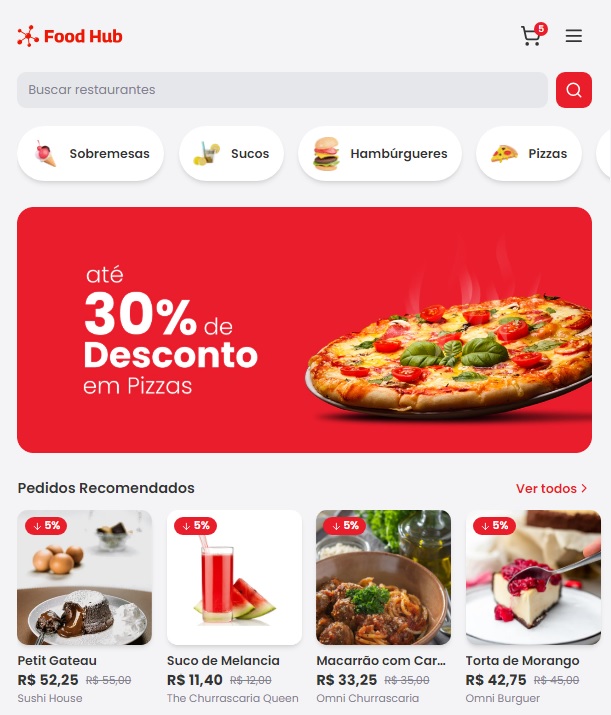 Food Hub
5
Buscar restaurantes
Sobremesas
Sucos
Hambúrgueres
Pizzas
até
30% de
Desconto
em Pizzas
Pedidos Recomendados
Ver todos
↓ 5%
↓ 5%
↓ 5%
↓ 5%
Petit Gateau
R$ 52,25 R$ 55,00
Sushi House
Suco de Melancia
R$ 11,40 R$ 12,00
The Churrascaria Queen
Macarrão com Car...
R$ 33,25 R$ 35,00
Omni Churrascaria
Torta de Morango
R$ 42,75 R$ 45,00
Omni Burguer